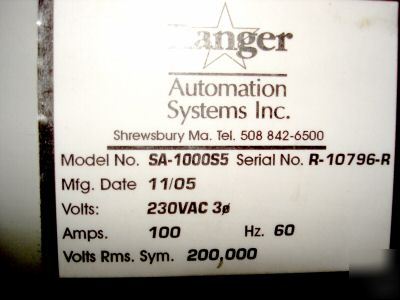 Ranger
Automation
Systems Inc.
Shrewsbury Ma. Tel. 508 842-6500
Model No. SA-1000S5 Serial No. R-10796-R
Mfg. Date 11/05
Volts: 230VAC 3ø
Amps. 100 Hz. 60
Volts Rms. Sym. 200,000